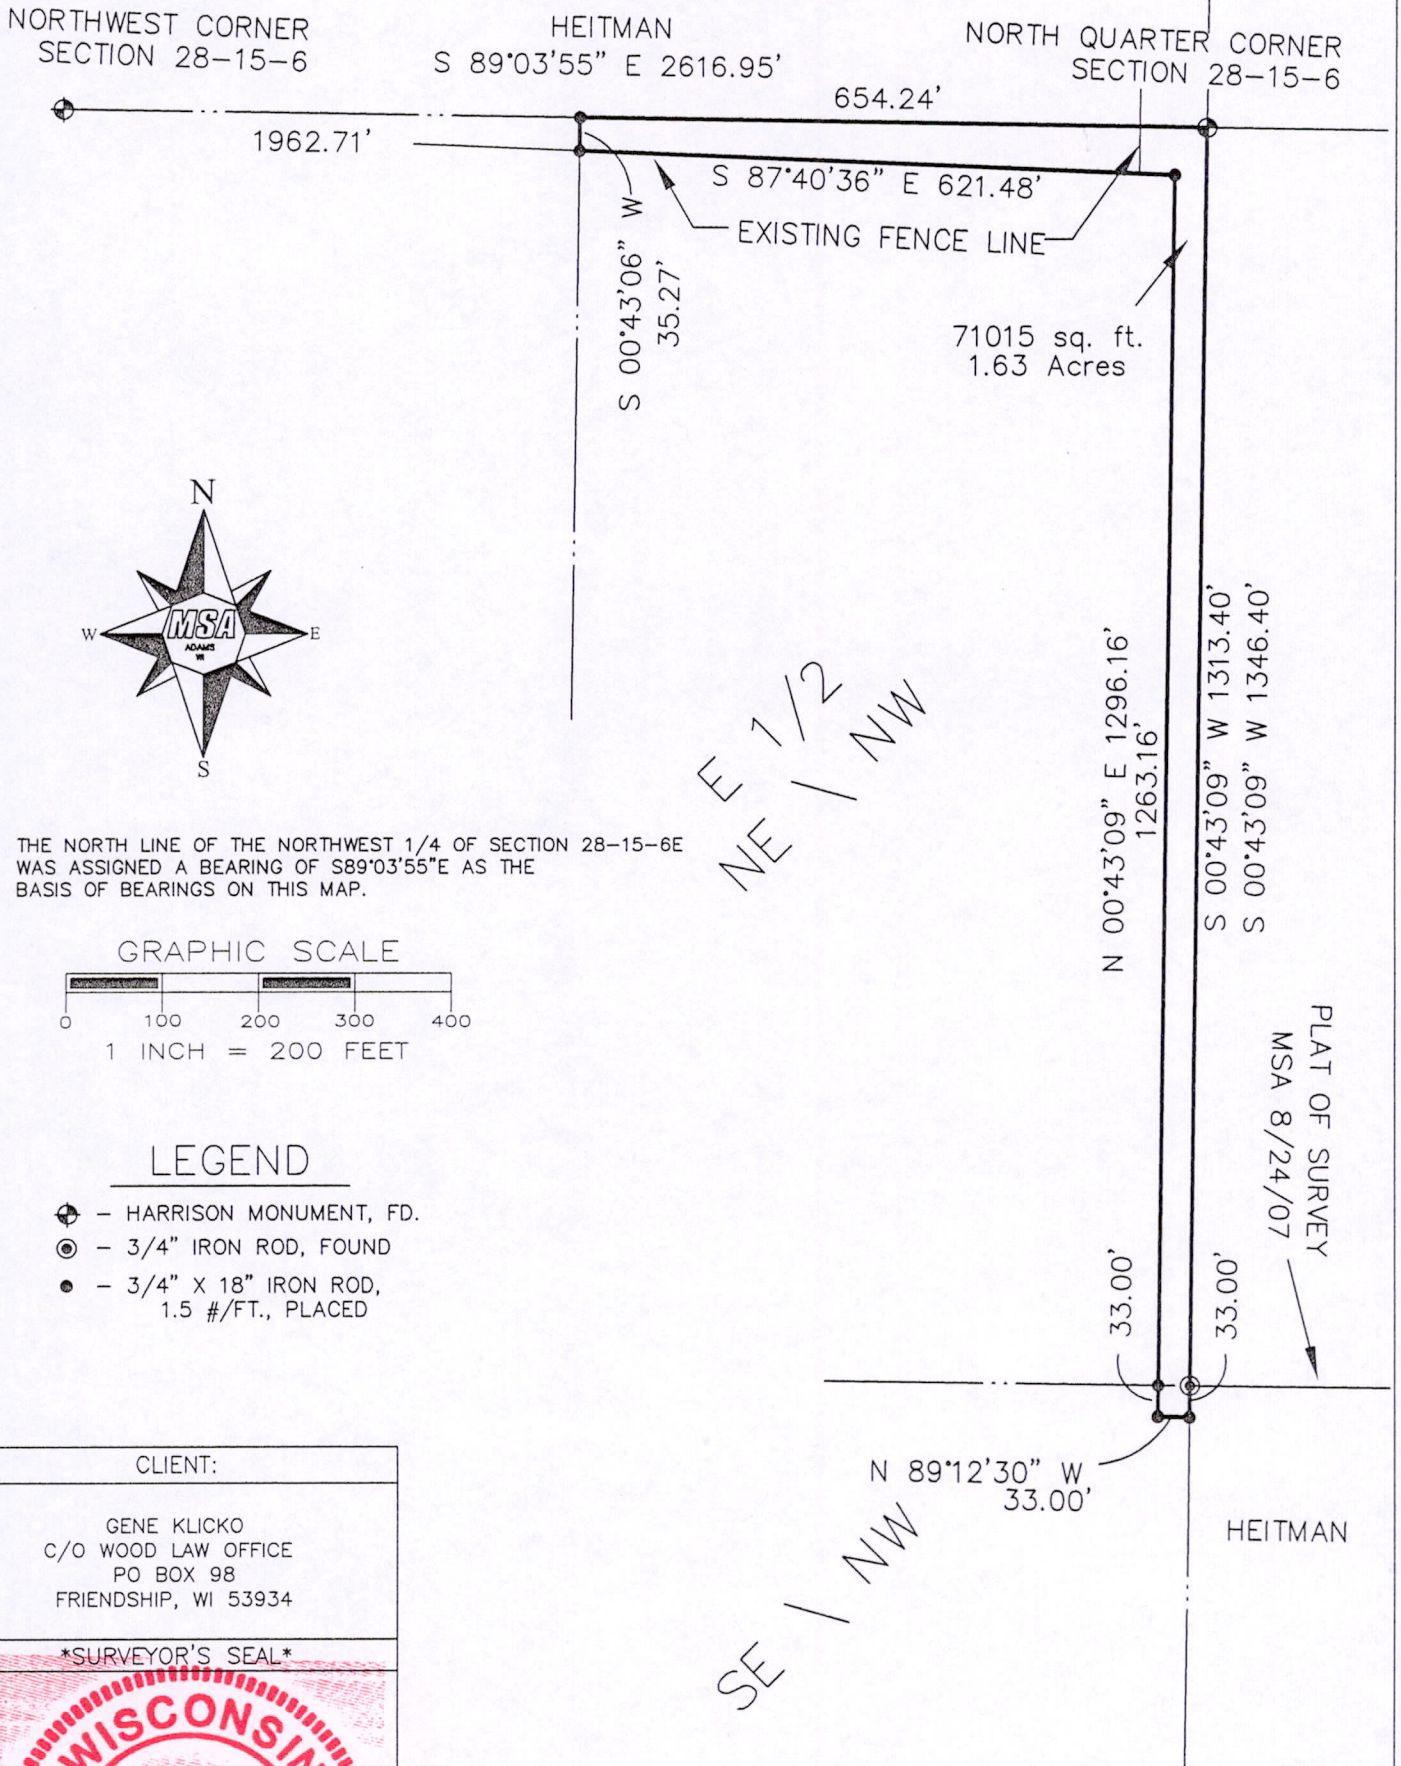 NORTHWEST CORNER
SECTION 28-15-6
HEITMAN
S 89°03'55" E 2616.95'
NORTH QUARTER CORNER
SECTION 28-15-6
654.24'
1962.71'
S 87°40'36" E 621.48'
EXISTING FENCE LINE
S 00°43'06" W
35.27'
71015 sq. ft.
1.63 Acres
N
W
MSA
ADAMS
WI
E
S
E 1/2
NE / NW
N 00°43'09" E 1296.16'
1263.16'
S 00°43'09" W 1313.40'
S 00°43'09" W 1346.40'
THE NORTH LINE OF THE NORTHWEST 1/4 OF SECTION 28-15-6E
WAS ASSIGNED A BEARING OF S89°03'55"E AS THE
BASIS OF BEARINGS ON THIS MAP.
GRAPHIC SCALE
0 100 200 300 400
1 INCH = 200 FEET
PLAT OF SURVEY
MSA 8/24/07
LEGEND
- HARRISON MONUMENT, FD.
- 3/4" IRON ROD, FOUND
- 3/4" X 18" IRON ROD,
1.5 #/FT., PLACED
33.00'
33.00'
N 89°12'30" W
33.00'
SE / NW
HEITMAN
CLIENT:
GENE KLICKO
C/O WOOD LAW OFFICE
PO BOX 98
FRIENDSHIP, WI 53934
*SURVEYOR'S SEAL*
WISCONSIN